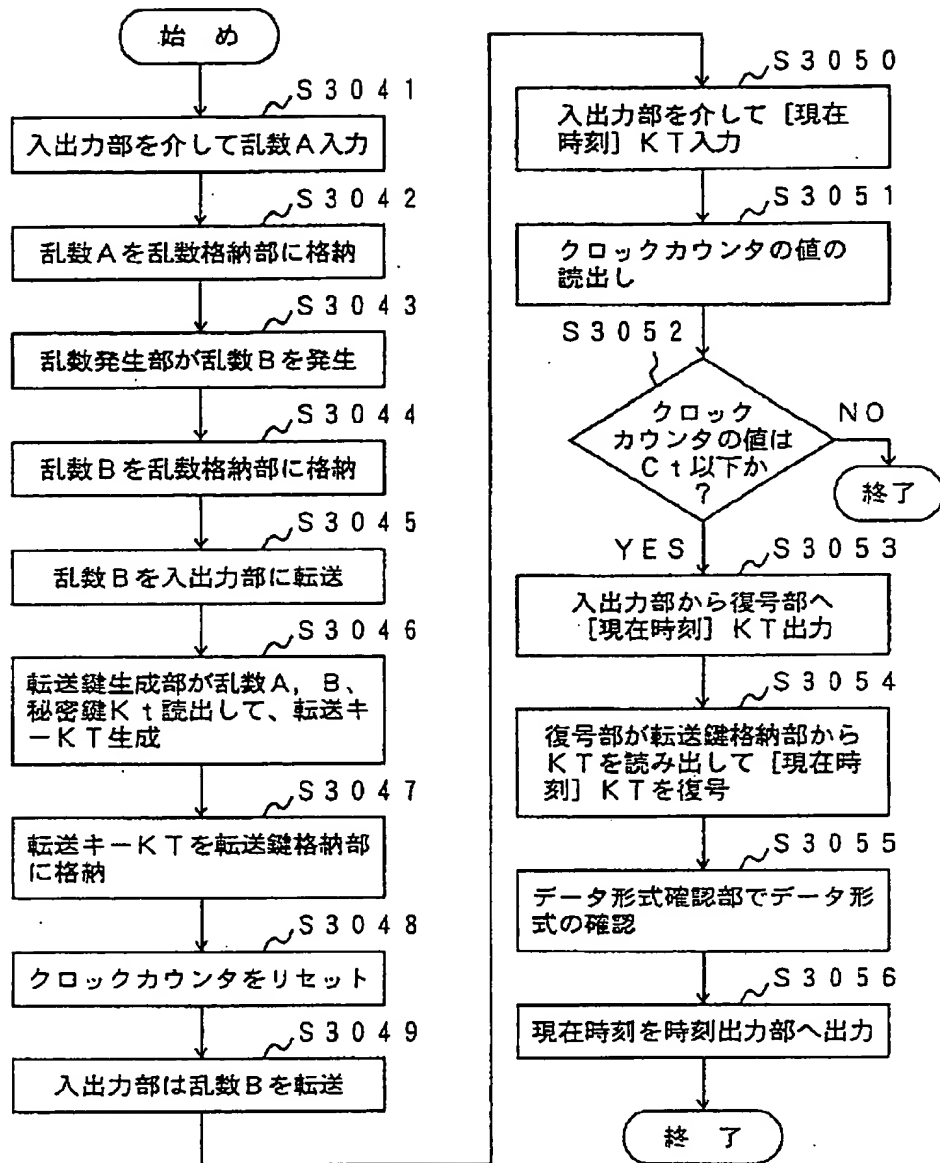 始 め
S3041
入出力部を介して乱数A入力
S3042
乱数Aを乱数格納部に格納
S3043
乱数発生部が乱数Bを発生
S3044
乱数Bを乱数格納部に格納
S3045
乱数Bを入出力部に転送
S3046
転送鍵生成部が乱数A, B、
秘密鍵Kt読出して、転送キ
ーKT生成
S3047
転送キーKTを転送鍵格納部
に格納
S3048
クロックカウンタをリセット
S3049
入出力部は乱数Bを転送
S3050
入出力部を介して[現在
時刻]KT入力
S3051
クロックカウンタの値の
読出し
S3052
クロック
カウンタの値は
Ct以下か
?
NO
終了
YES
S3053
入出力部から復号部へ
[現在時刻]KT出力
S3054
復号部が転送鍵格納部から
KTを読み出して[現在時
刻]KTを復号
S3055
データ形式確認部でデータ形
式の確認
S3056
現在時刻を時刻出力部へ出力
終 了